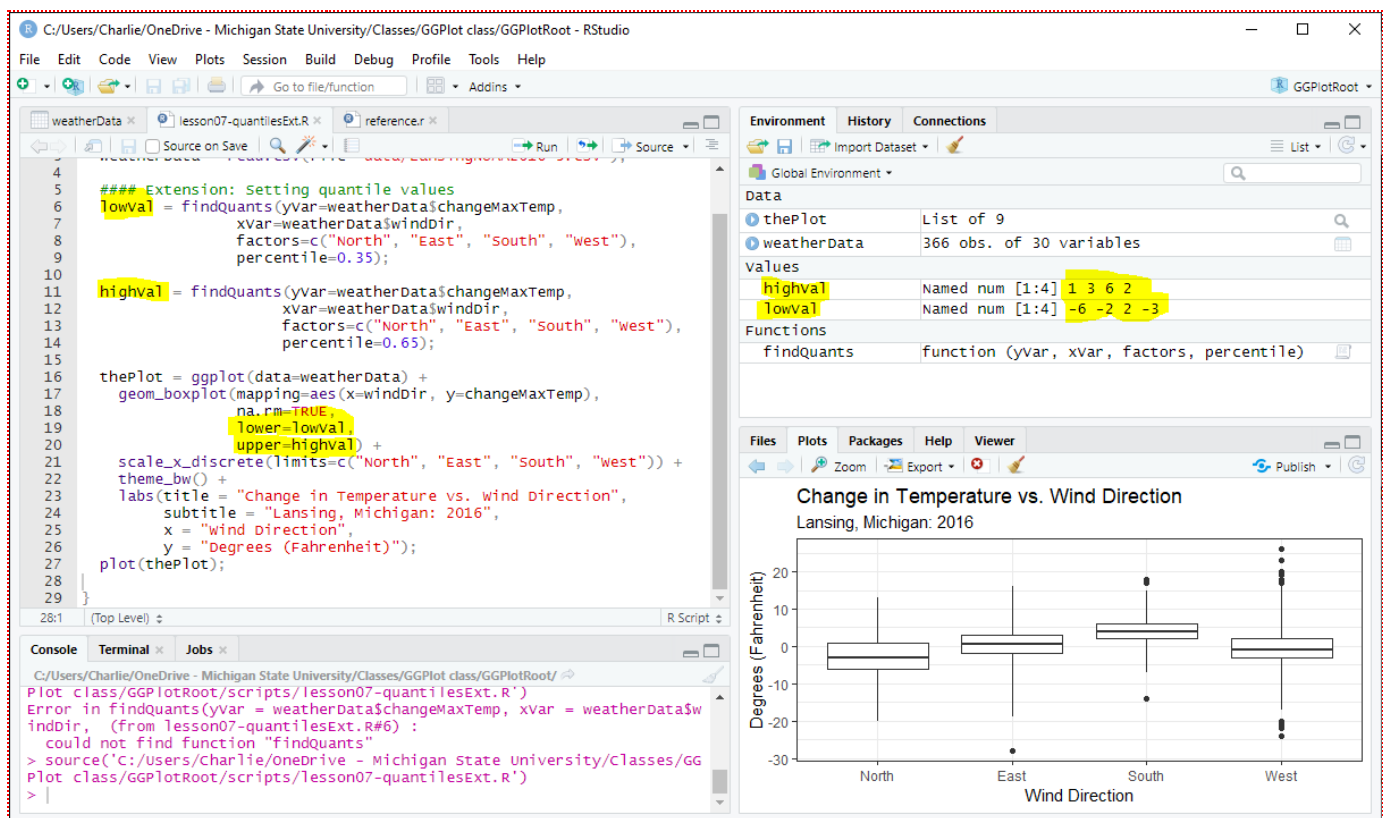 C:/Users/Charlie/OneDrive - Michigan State University/Classes/GGPlot class/GGPlotRoot - RStudio
File Edit Code View Plots Session Build Debug Profile Tools Help
Go to file/function Addins GGPlotRoot
weatherData lesson07-quantilesExt.R reference.r
Source on Save Run Source
4
5 #### Extension: Setting quantile values
6 lowVal = findQuants(yVar=weatherData$changeMaxTemp,
7 xVar=weatherData$windDir,
8 factors=c("North", "East", "South", "West"),
9 percentile=0.35);
10
11 highVal = findQuants(yVar=weatherData$changeMaxTemp,
12 xVar=weatherData$windDir,
13 factors=c("North", "East", "South", "West"),
14 percentile=0.65);
15
16 thePlot = ggplot(data=weatherData) +
17 geom_boxplot(mapping=aes(x=windDir, y=changeMaxTemp),
18 na.rm=TRUE,
19 lower=lowVal,
20 upper=highVal) +
21 scale_x_discrete(limits=c("North", "East", "South", "West")) +
22 theme_bw() +
23 labs(title = "Change in Temperature vs. Wind Direction",
24 subtitle = "Lansing, Michigan: 2016",
25 x = "Wind Direction",
26 y = "Degrees (Fahrenheit)");
27 plot(thePlot);
28
29 }
28:1 (Top Level) R Script
Console Terminal Jobs
C:/Users/Charlie/OneDrive - Michigan State University/Classes/GGPlot class/GGPlotRoot/
Plot class/GGPlotRoot/scripts/lesson07-quantilesExt.R')
Error in findQuants(yVar = weatherData$changeMaxTemp, xVar = weatherData$w
indDir, (from lesson07-quantilesExt.R#6) :
could not find function "findQuants"
> source('C:/Users/Charlie/OneDrive - Michigan State University/Classes/GG
Plot class/GGPlotRoot/scripts/lesson07-quantilesExt.R')
>
Environment History Connections
Import Dataset List
Global Environment
Data
thePlot List of 9
weatherData 366 obs. of 30 variables
Values
highVal Named num [1:4] 1 3 6 2
lowVal Named num [1:4] -6 -2 2 -3
Functions
findQuants function (yVar, xVar, factors, percentile)
Files Plots Packages Help Viewer
Zoom Export Publish
Change in Temperature vs. Wind Direction
Lansing, Michigan: 2016
Degrees (Fahrenheit)
20
10
0
-10
-20
-30
North East South West
Wind Direction